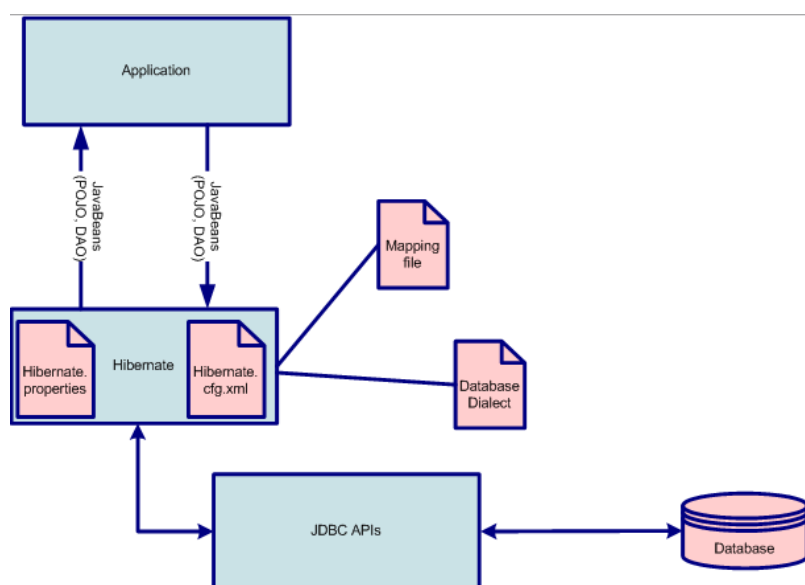 Application
JavaBeans
(POJO, DAO)
JavaBeans
(POJO, DAO)
Mapping
file
Hibernate.
properties
Hibernate
Hibernate.
cfg.xml
Database
Dialect
JDBC APIs
Database